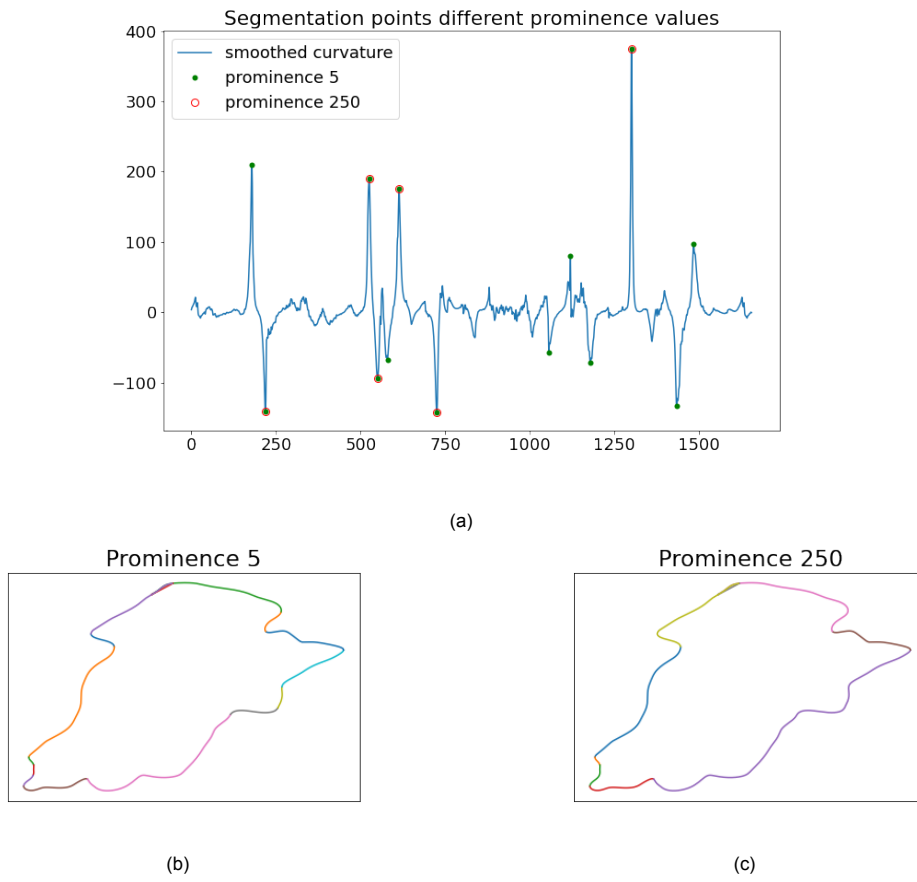 Segmentation points different prominence values
400
300
200
100
0
−100
smoothed curvature
prominence 5
prominence 250
0 250 500 750 1000 1250 1500
(a)
Prominence 5 Prominence 250
(b) (c)